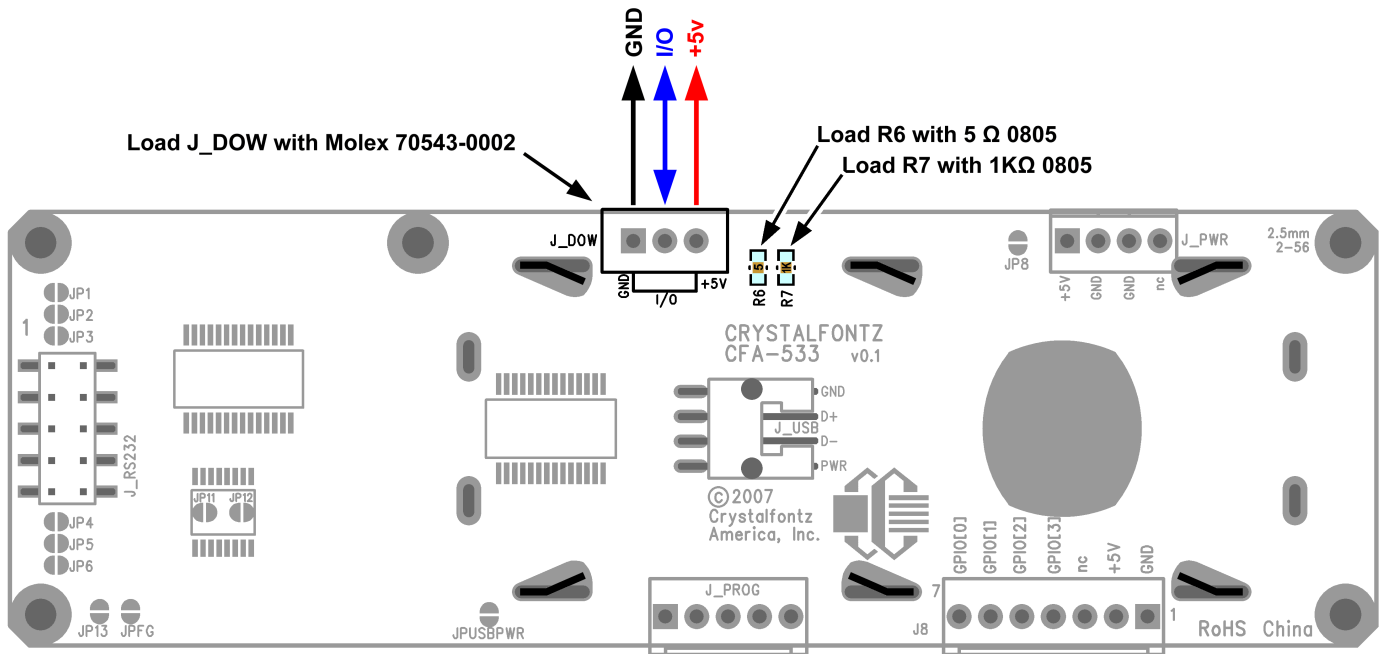 GND
I/O
+5v
Load J_DOW with Molex 70543-0002
Load R6 with 5 Ω 0805
Load R7 with 1KΩ 0805
J_DOW
GND
I/O
+5V
5
1K
R6
R7
JP8
J_PWR
+5V
GND
GND
nc
2.5mm
2-56
JP1
JP2
JP3
1
J_RS232
CRYSTALFONTZ
CFA-533 v0.1
GND
D+
J_USB
D-
PWR
JP11
JP12
©2007
Crystalfontz
America, Inc.
JP4
JP5
JP6
JP13
JPFG
JPUSBPWR
J_PROG
GPIO[0]
GPIO[1]
GPIO[2]
GPIO[3]
nc
+5V
GND
7
J8
1
RoHS China